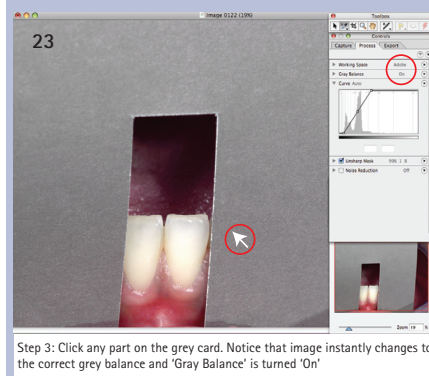 Image 0122 (19%)
Toolbox
23
Controls
Capture Process Export
Working Space Adobe
Gray Balance On
Curve Auto
Unsharp Mask
Noise Reduction Off
Zoom 19
Step 3: Click any part on the grey card. Notice that image instantly changes to
the correct grey balance and ‘Gray Balance’ is turned ‘On’